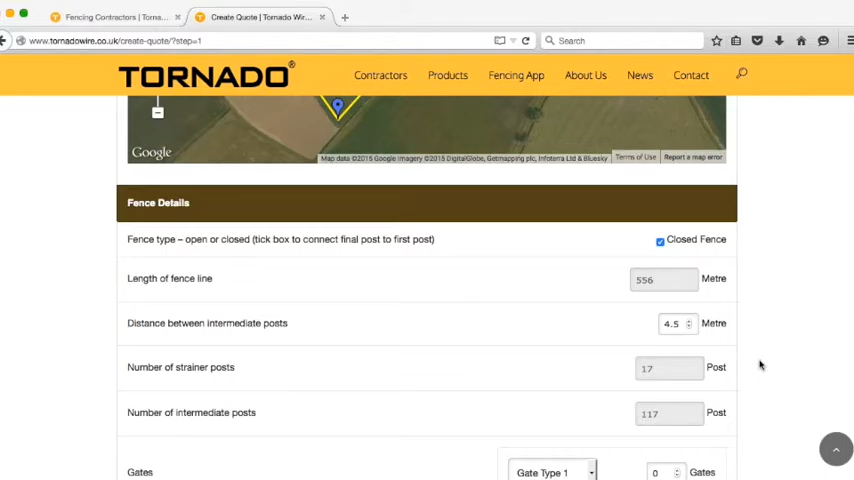 Fencing Contractors | Torna... ×
Create Quote | Tornado Wir... × +
www.tornadowire.co.uk/create-quote/?step=1
Search
TORNADO®
Contractors Products Fencing App About Us News Contact
−
Google
Map data ©2015 Google Imagery ©2015 DigitalGlobe, Getmapping plc, Infoterra Ltd & Bluesky Terms of Use Report a map error
Fence Details
Fence type – open or closed (tick box to connect final post to first post) Closed Fence
Length of fence line 556 Metre
Distance between intermediate posts 4.5 Metre
Number of strainer posts 17 Post
Number of intermediate posts 117 Post
Gates Gate Type 1 0 Gates